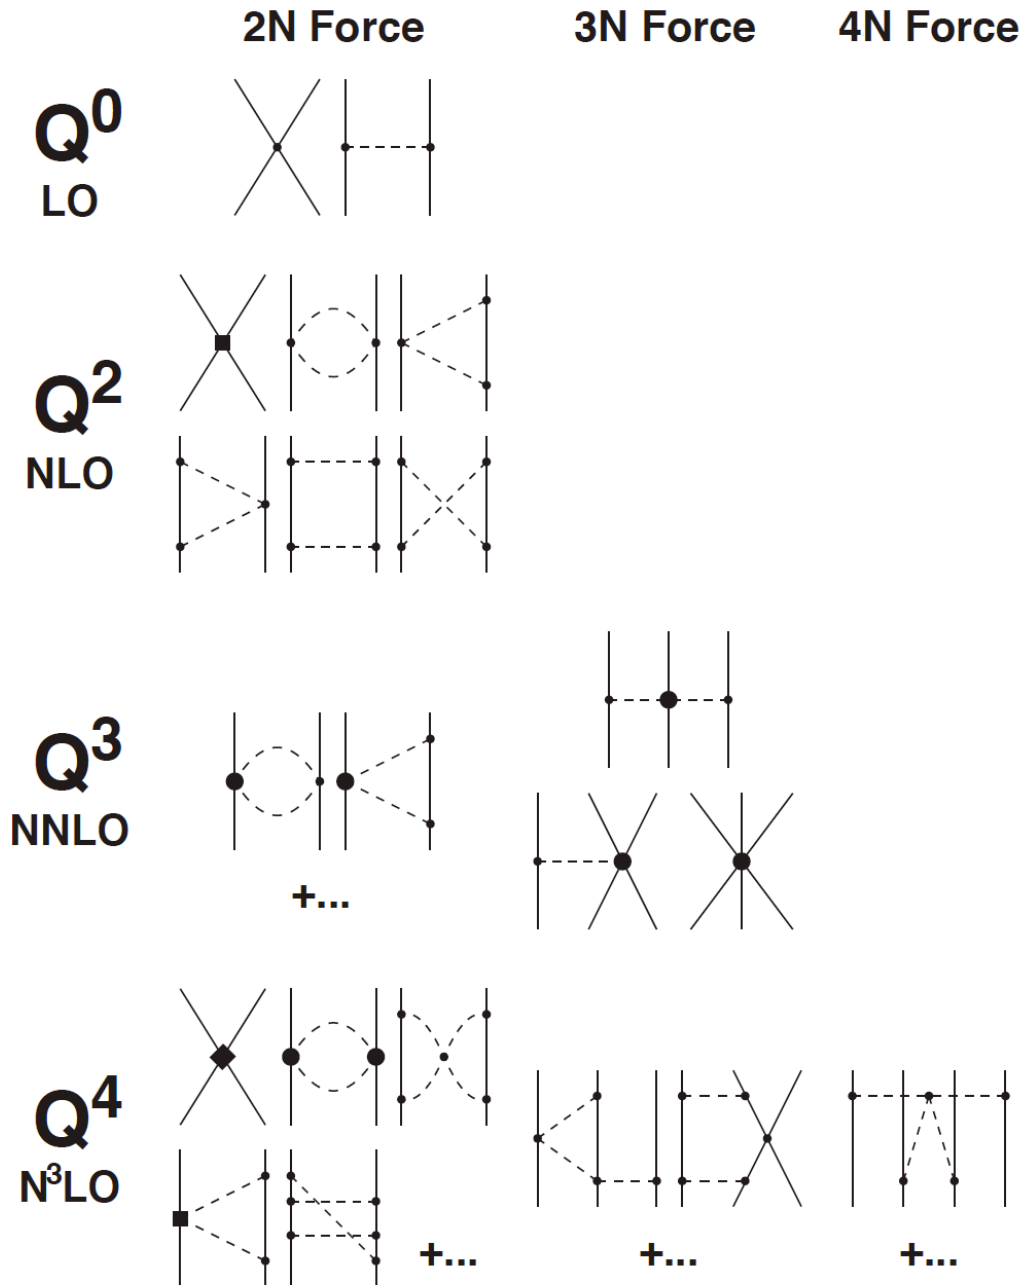 2N Force 3N Force 4N Force
Q⁰
LO
Q²
NLO
Q³
NNLO
+...
Q⁴
N³LO
+... +... +...